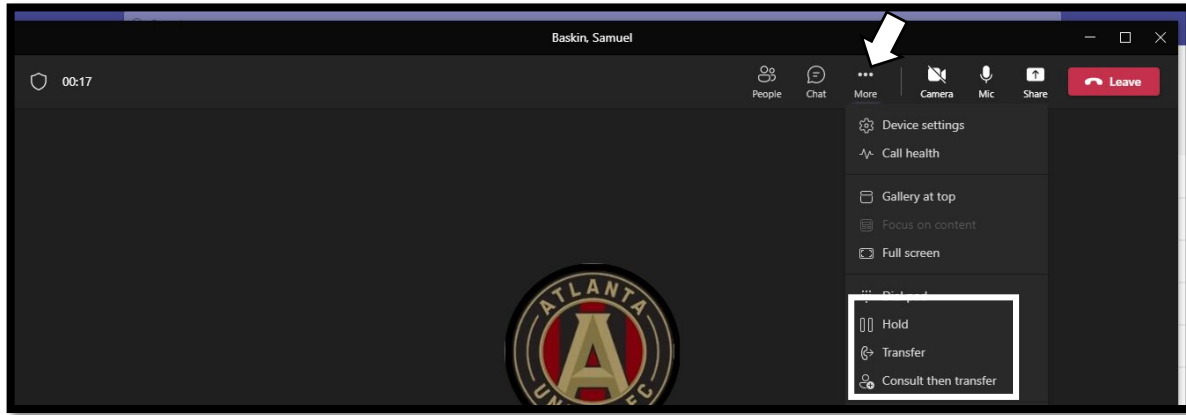 Baskin, Samuel
00:17
People
Chat
More
Camera
Mic
Share
Leave
Device settings
Call health
Gallery at top
Focus on content
Full screen
Hold
Transfer
Consult then transfer
ATLANTA
A